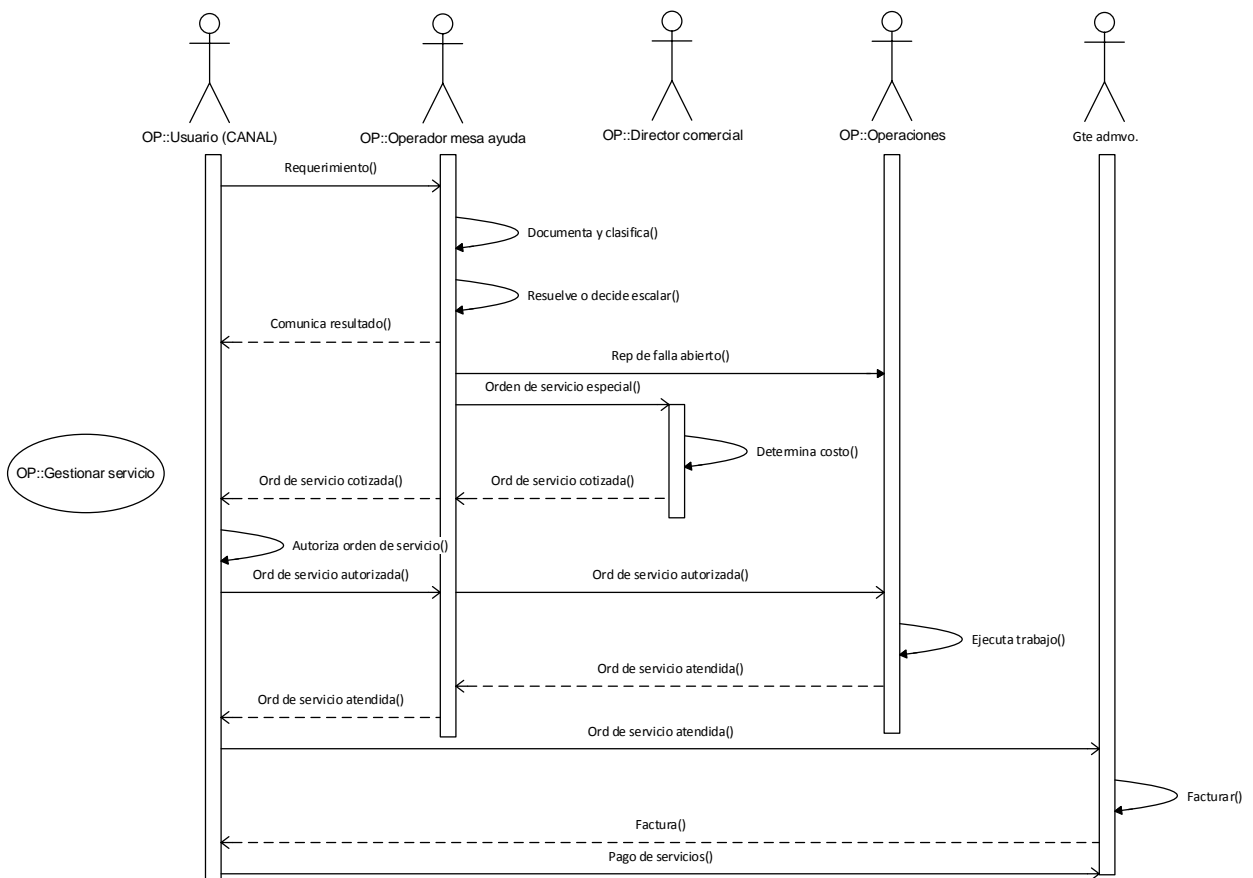 OP::Usuario (CANAL)
OP::Operador mesa ayuda
OP::Director comercial
OP::Operaciones
Gte admvo.
Requerimiento()
Documenta y clasifica()
Resuelve o decide escalar()
Comunica resultado()
Rep de falla abierto()
Orden de servicio especial()
Determina costo()
OP::Gestionar servicio
Ord de servicio cotizada()
Ord de servicio cotizada()
Autoriza orden de servicio()
Ord de servicio autorizada()
Ord de servicio autorizada()
Ejecuta trabajo()
Ord de servicio atendida()
Ord de servicio atendida()
Ord de servicio atendida()
Facturar()
Factura()
Pago de servicios()